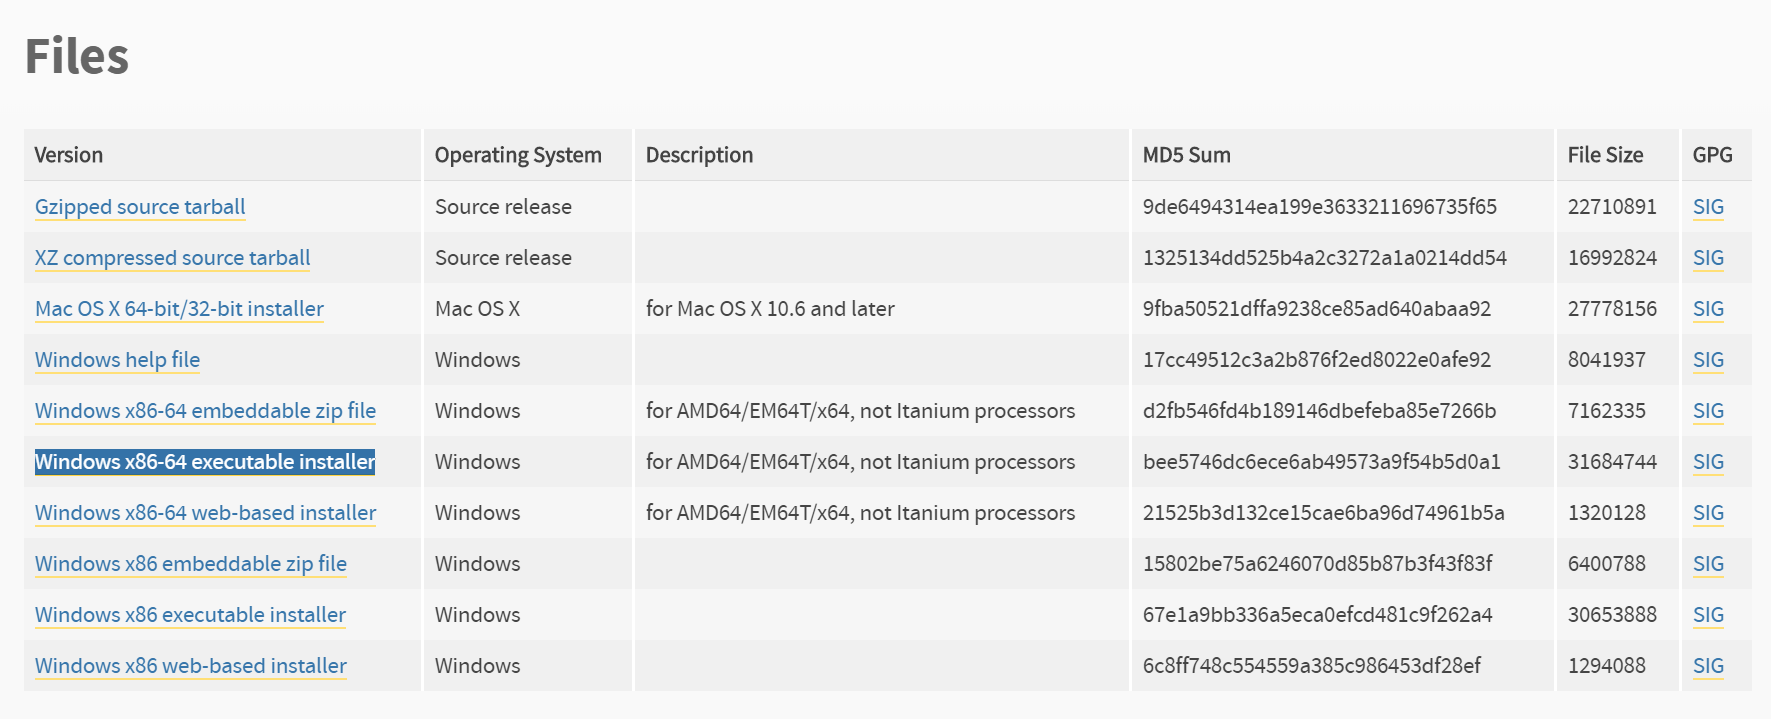 Files
Version Operating System Description MD5 Sum File Size GPG
Gzipped source tarball Source release 9de6494314ea199e3633211696735f65 22710891 SIG
XZ compressed source tarball Source release 1325134dd525b4a2c3272a1a0214dd54 16992824 SIG
Mac OS X 64-bit/32-bit installer Mac OS X for Mac OS X 10.6 and later 9fba50521dffa9238ce85ad640abaa92 27778156 SIG
Windows help file Windows 17cc49512c3a2b876f2ed8022e0afe92 8041937 SIG
Windows x86-64 embeddable zip file Windows for AMD64/EM64T/x64, not Itanium processors d2fb546fd4b189146dbefeba85e7266b 7162335 SIG
Windows x86-64 executable installer Windows for AMD64/EM64T/x64, not Itanium processors bee5746dc6ece6ab49573a9f54b5d0a1 31684744 SIG
Windows x86-64 web-based installer Windows for AMD64/EM64T/x64, not Itanium processors 21525b3d132ce15cae6ba96d74961b5a 1320128 SIG
Windows x86 embeddable zip file Windows 15802be75a6246070d85b87b3f43f83f 6400788 SIG
Windows x86 executable installer Windows 67e1a9bb336a5eca0efcd481c9f262a4 30653888 SIG
Windows x86 web-based installer Windows 6c8ff748c554559a385c986453df28ef 1294088 SIG